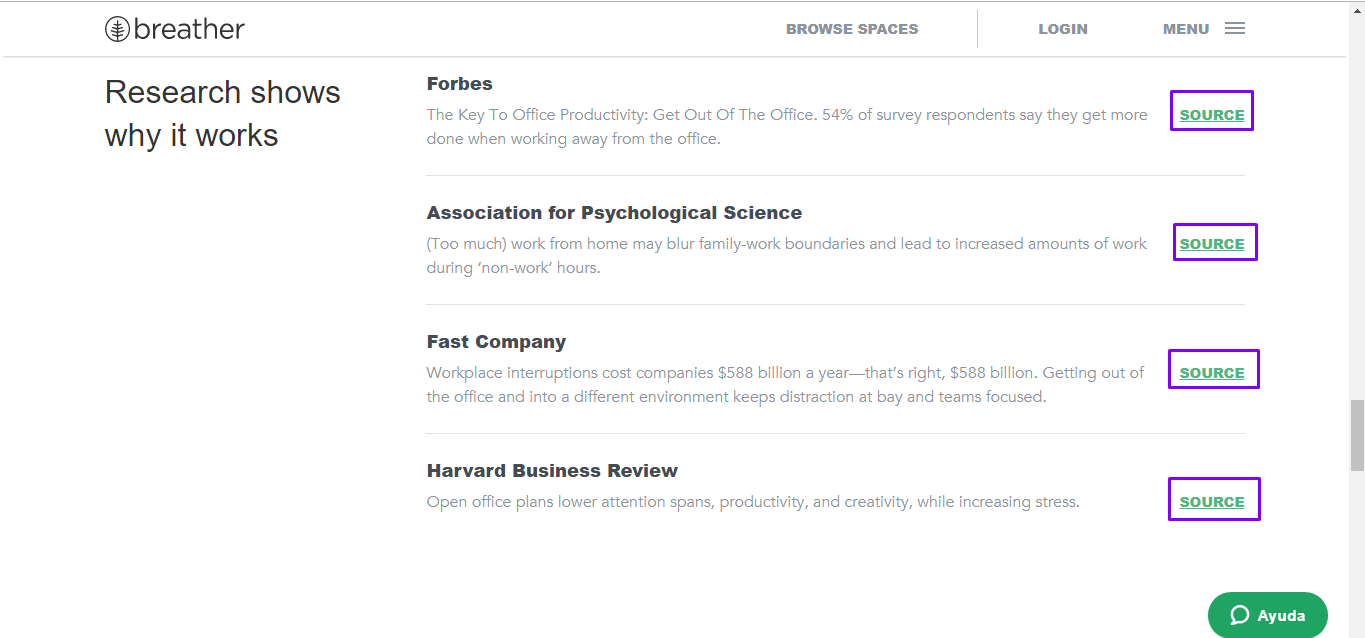 breather
BROWSE SPACES
LOGIN
MENU
Research shows
why it works
Forbes
The Key To Office Productivity: Get Out Of The Office. 54% of survey respondents say they get more
done when working away from the office.
SOURCE
Association for Psychological Science
(Too much) work from home may blur family-work boundaries and lead to increased amounts of work
during ‘non-work’ hours.
SOURCE
Fast Company
Workplace interruptions cost companies $588 billion a year—that’s right, $588 billion. Getting out of
the office and into a different environment keeps distraction at bay and teams focused.
SOURCE
Harvard Business Review
Open office plans lower attention spans, productivity, and creativity, while increasing stress.
SOURCE
Ayuda